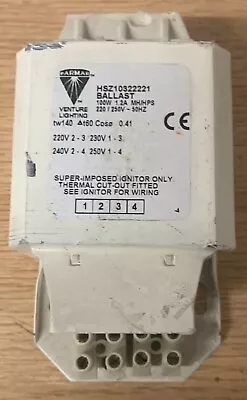 PARMAR
VENTURE
LIGHTING
HSZ10322221
BALLAST
100W 1.2A MH/HPS
220 / 250V ~ 50HZ
tw140 Δt60 Cosø 0.41
CE
220V 2 - 3 230V 1 - 3
240V 2 - 4 250V 1 - 4
SUPER-IMPOSED IGNITOR ONLY
THERMAL CUT-OUT FITTED
SEE IGNITOR FOR WIRING
1 2 3 4